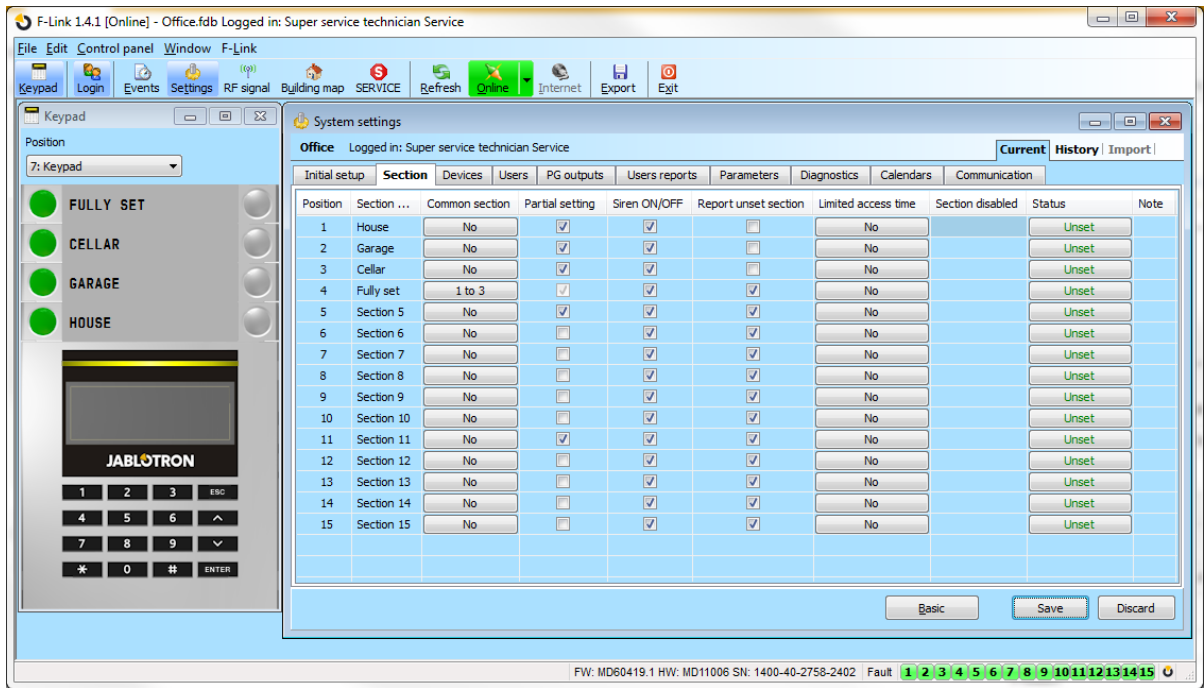 F-Link 1.4.1 [Online] - Office.fdb Logged in: Super service technician Service
File Edit Control panel Window F-Link
Keypad Login Events Settings RF signal Building map SERVICE Refresh Online Internet Export Exit
Keypad
Position
7: Keypad
FULLY SET
CELLAR
GARAGE
HOUSE
JABLOTRON
1 2 3 ESC
4 5 6
7 8 9
* 0 # ENTER
System settings
Office Logged in: Super service technician Service Current History Import
Initial setup Section Devices Users PG outputs Users reports Parameters Diagnostics Calendars Communication
Position Section ... Common section Partial setting Siren ON/OFF Report unset section Limited access time Section disabled Status Note
1 House No No Unset
2 Garage No No Unset
3 Cellar No No Unset
4 Fully set 1 to 3 No Unset
5 Section 5 No No Unset
6 Section 6 No No Unset
7 Section 7 No No Unset
8 Section 8 No No Unset
9 Section 9 No No Unset
10 Section 10 No No Unset
11 Section 11 No No Unset
12 Section 12 No No Unset
13 Section 13 No No Unset
14 Section 14 No No Unset
15 Section 15 No No Unset
Basic Save Discard
FW: MD60419.1 HW: MD11006 SN: 1400-40-2758-2402 Fault 1 2 3 4 5 6 7 8 9 10 11 12 13 14 15